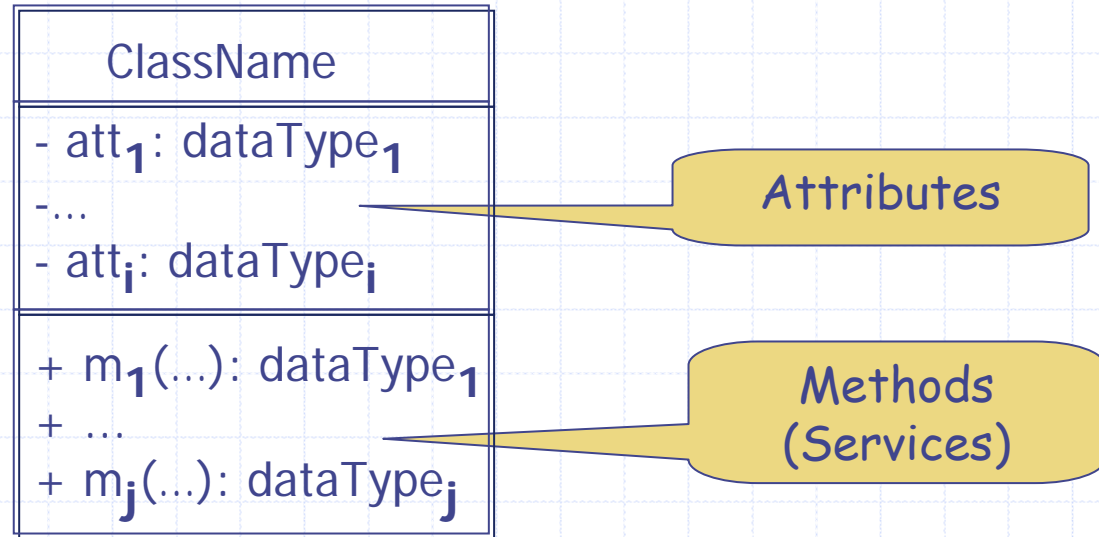 ClassName
- att₁: dataType₁
-...
- attᵢ: dataTypeᵢ
Attributes
+ m₁(...): dataType₁
+ ...
+ mⱼ(...): dataTypeⱼ
Methods
(Services)